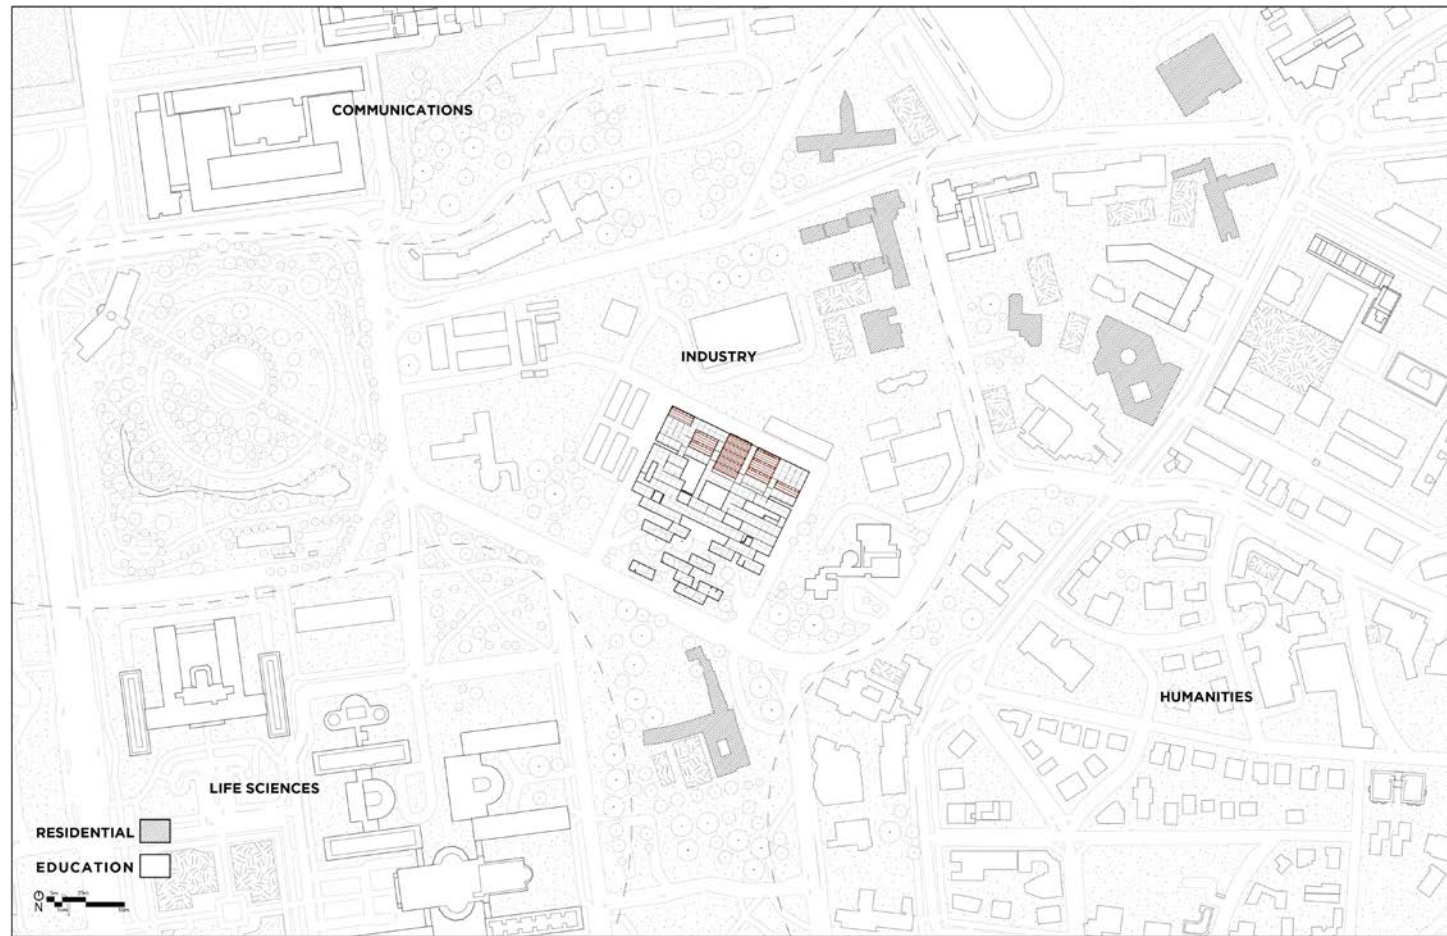 COMMUNICATIONS
INDUSTRY
HUMANITIES
LIFE SCIENCES
RESIDENTIAL
EDUCATION
N